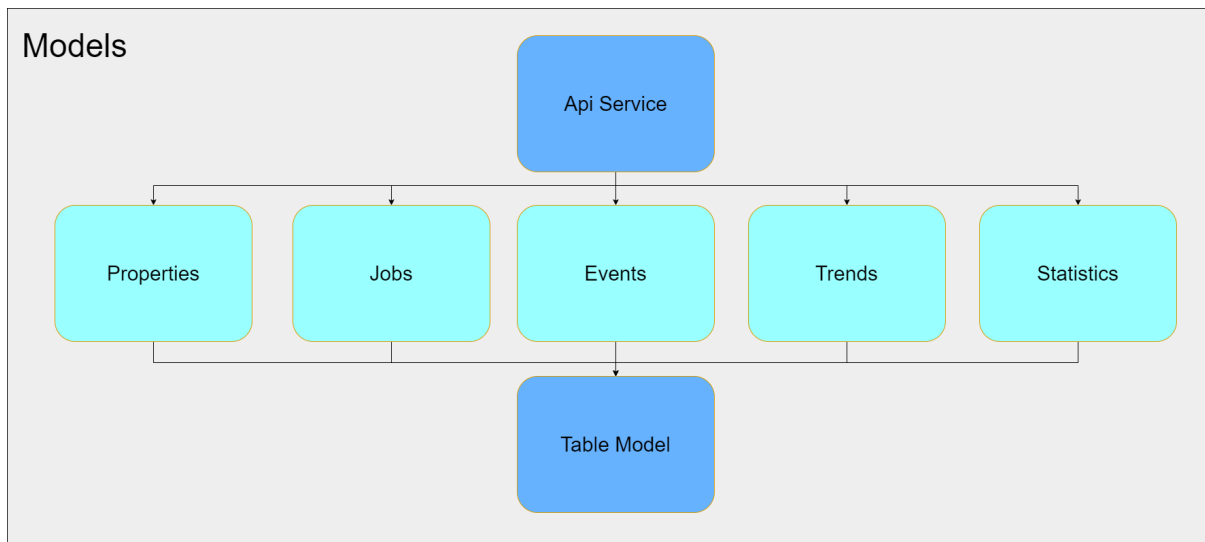 Models
Api Service
Properties
Jobs
Events
Trends
Statistics
Table Model